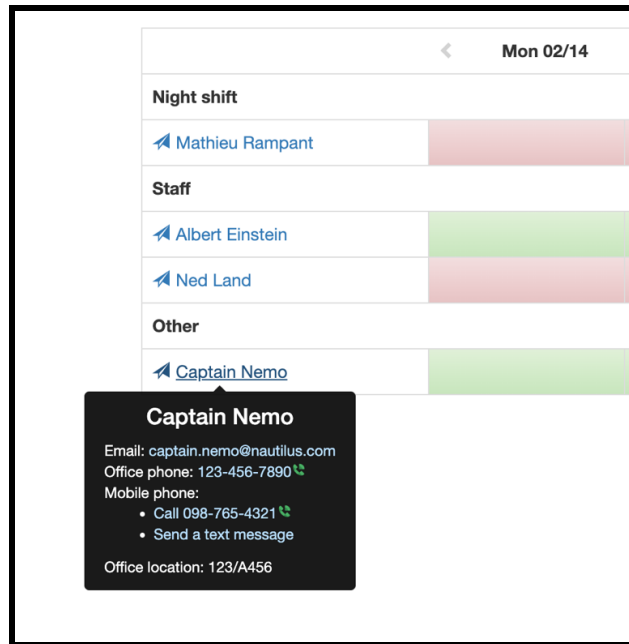 Mon 02/14
Night shift
Mathieu Rampant
Staff
Albert Einstein
Ned Land
Other
Captain Nemo
Captain Nemo
Email: captain.nemo@nautilus.com
Office phone: 123-456-7890
Mobile phone:
• Call 098-765-4321
• Send a text message
Office location: 123/A456